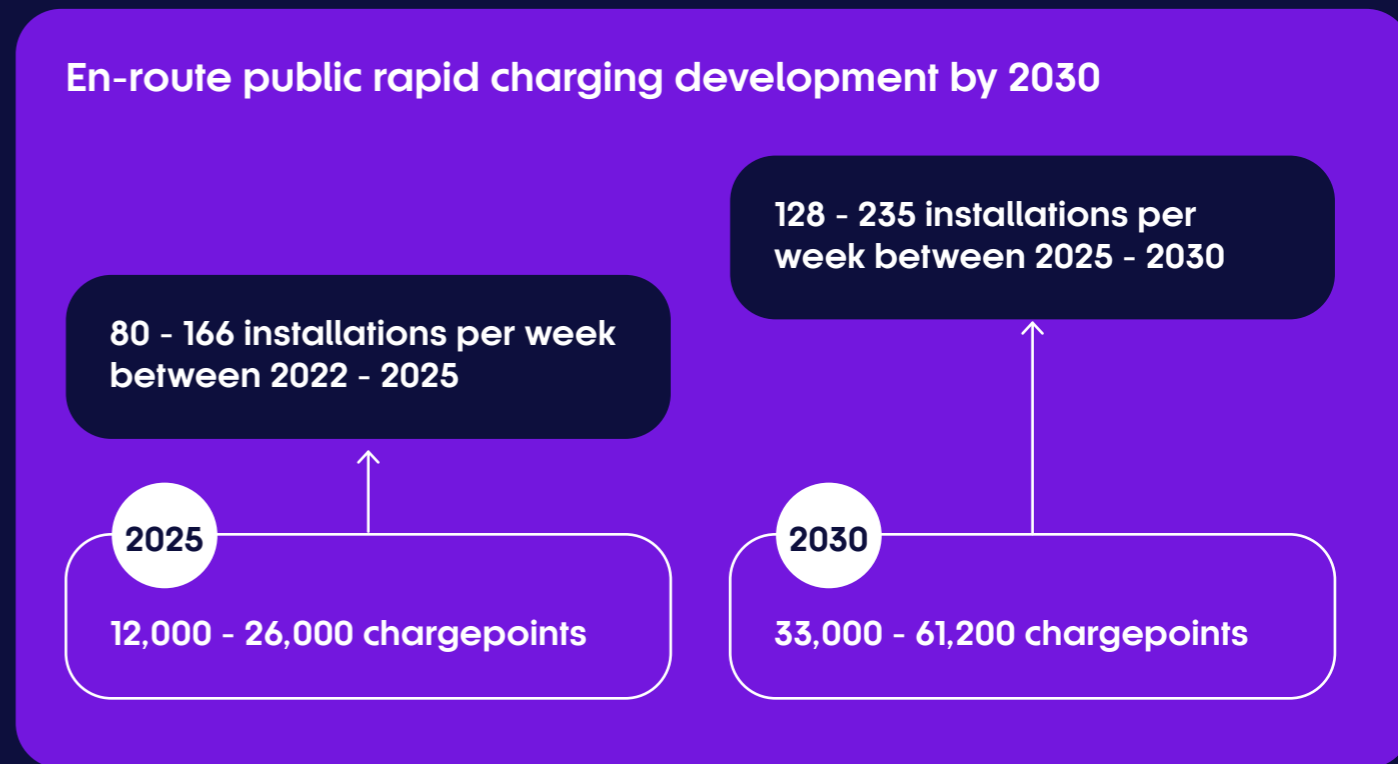 En-route public rapid charging development by 2030
80 - 166 installations per week
between 2022 - 2025
2025
12,000 - 26,000 chargepoints
128 - 235 installations per
week between 2025 - 2030
2030
33,000 - 61,200 chargepoints